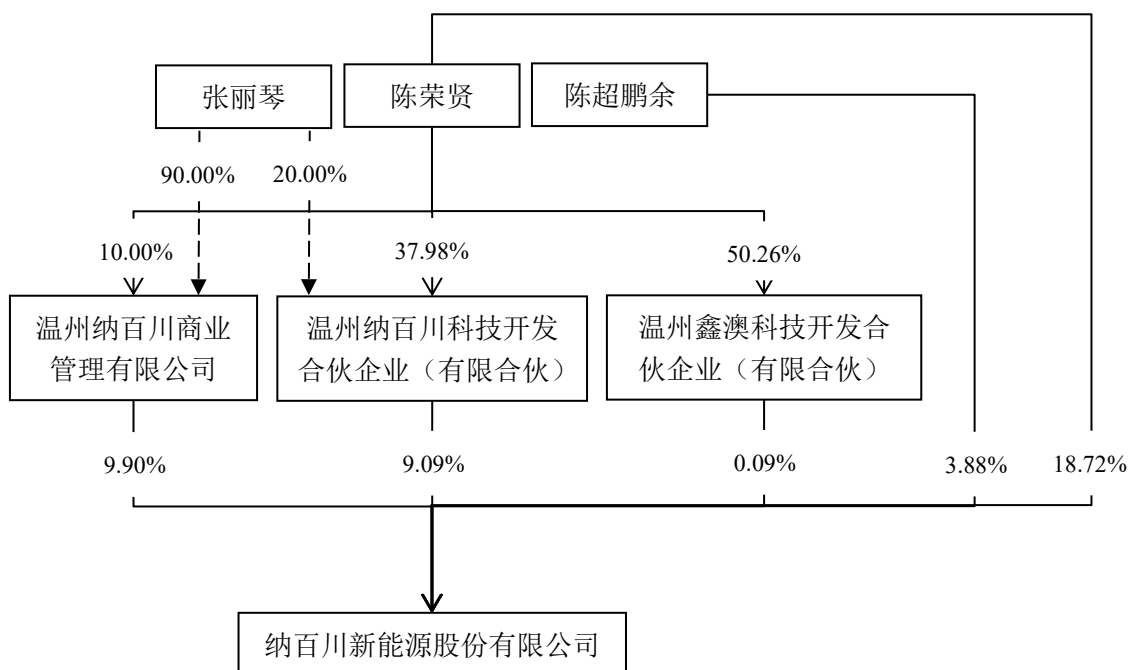 张丽琴
陈荣贤
陈超鹏余
90.00%
20.00%
10.00%
37.98%
50.26%
温州纳百川商业
管理有限公司
温州纳百川科技开发
合伙企业（有限合伙）
温州鑫澳科技开发合
伙企业（有限合伙）
9.90%
9.09%
0.09%
3.88%
18.72%
纳百川新能源股份有限公司